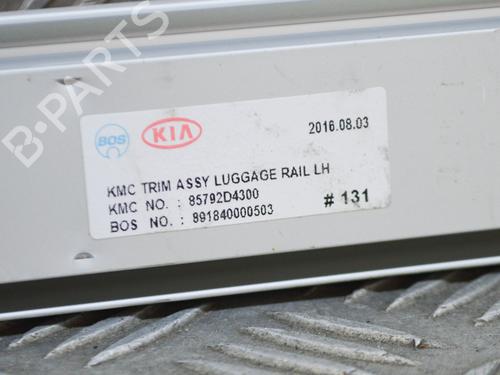 B-PARTS
BOS
KIA
2016.08.03
KMC TRIM ASSY LUGGAGE RAIL LH
KMC NO. : 85792D4300
# 131
BOS NO. : 891840000503